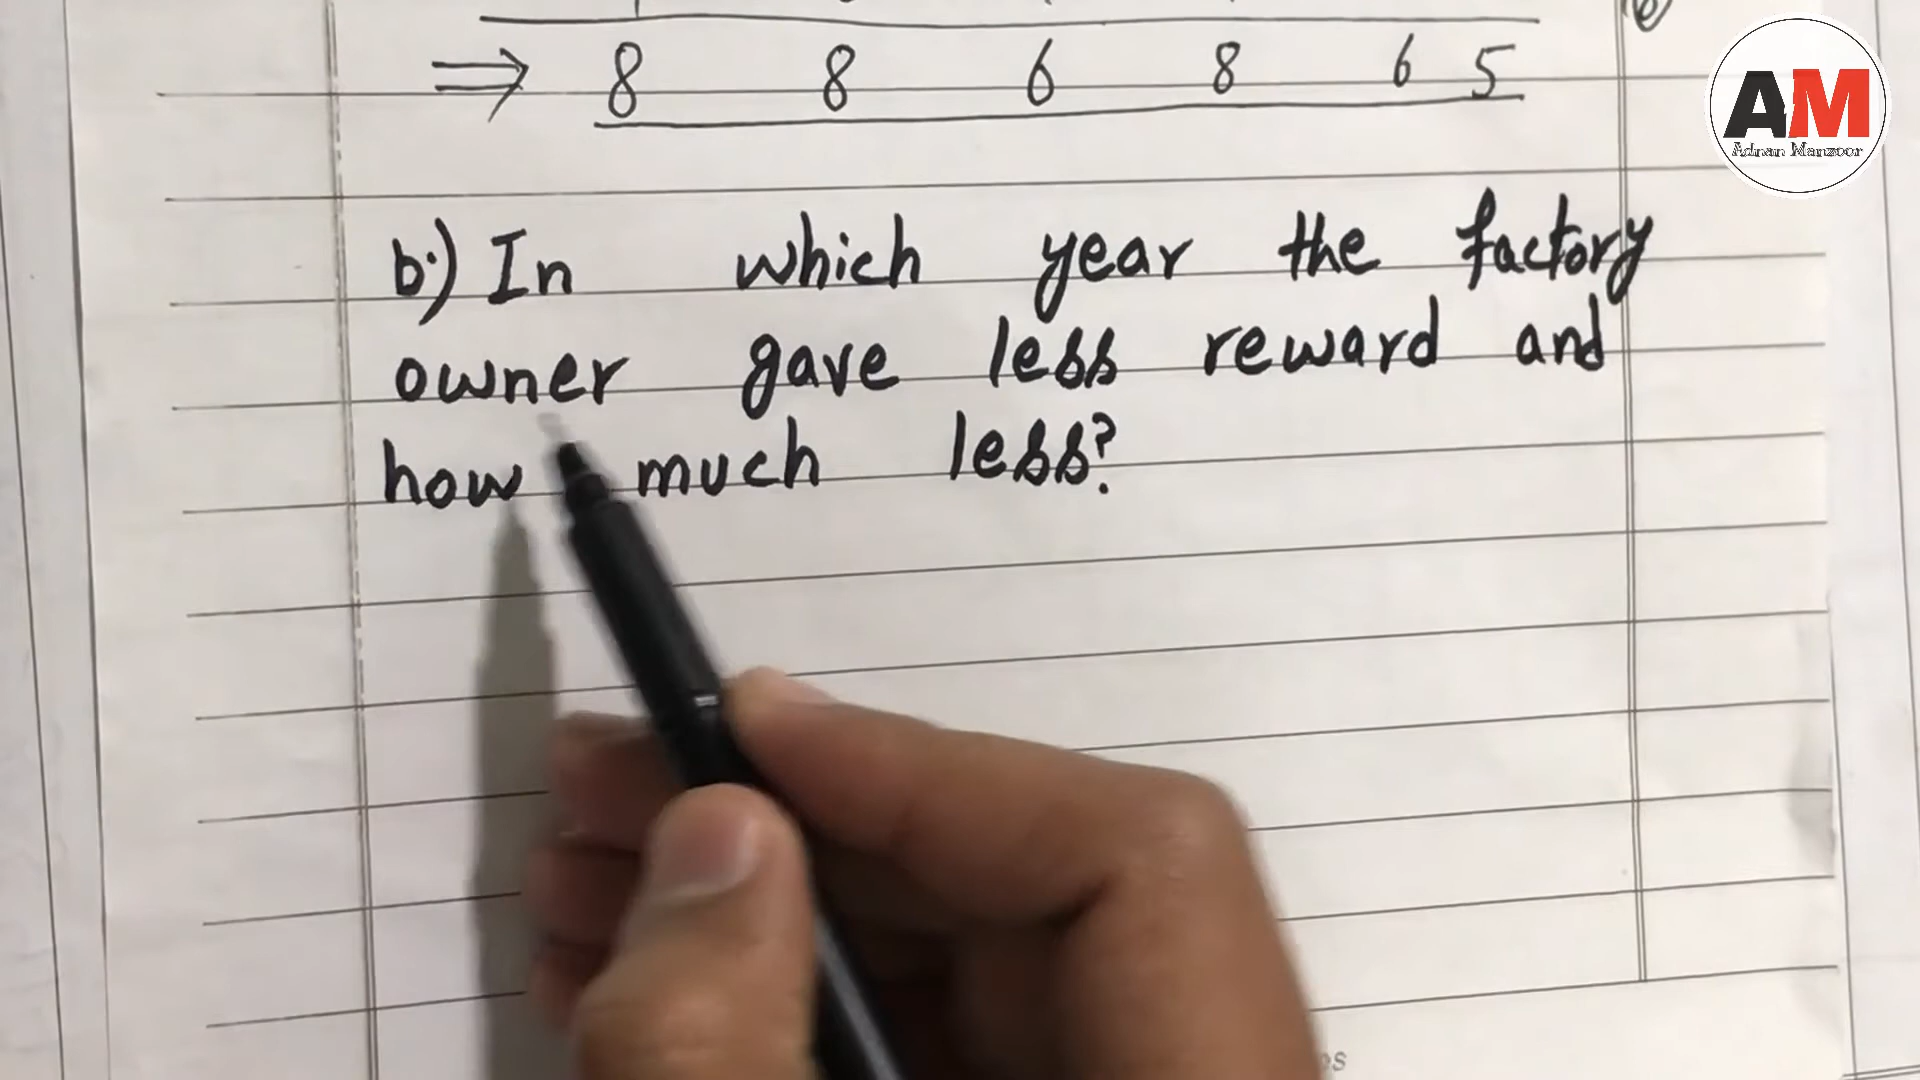 ⇒ 8 8 6 8 6 5
b.) In which year the factory
owner gave less reward and
how much less?
AM
Adnan Manzoor